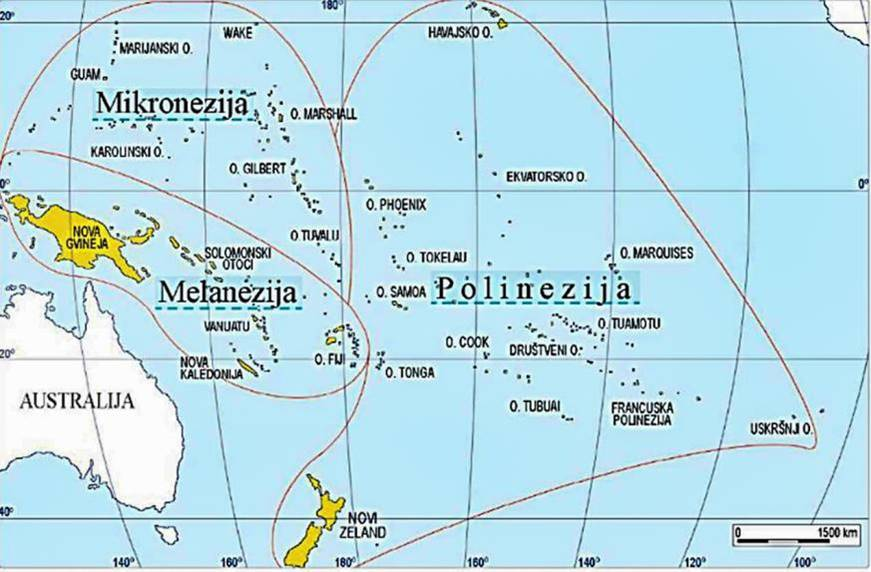 180°
20°
HAVAJSKO O.
WAKE
MARIJANSKI O.
GUAM
Mikronezija
O. MARSHALL
KAROLINSKI O.
O. GILBERT
EKVATORSKO O.
0°
0°
O. PHOENIX
NOVA
GVINEJA
O. TUVALU
SOLOMONSKI
OTOCI
O. TOKELAU
O. MARQUISES
Melanezija
O. SAMOA
Polinezija
VANUATU
O. TUAMOTU
O. COOK
DRUŠTVENI O.
20°
O. FIJI
NOVA
KALEDONIJA
O. TONGA
AUSTRALIJA
O. TUBUAI
FRANCUSKA
POLINEZIJA
USKRŠNJI O.
40°
NOVI
ZELAND
0 1500 km
140° 160° 180° 160° 140° 120° 100°